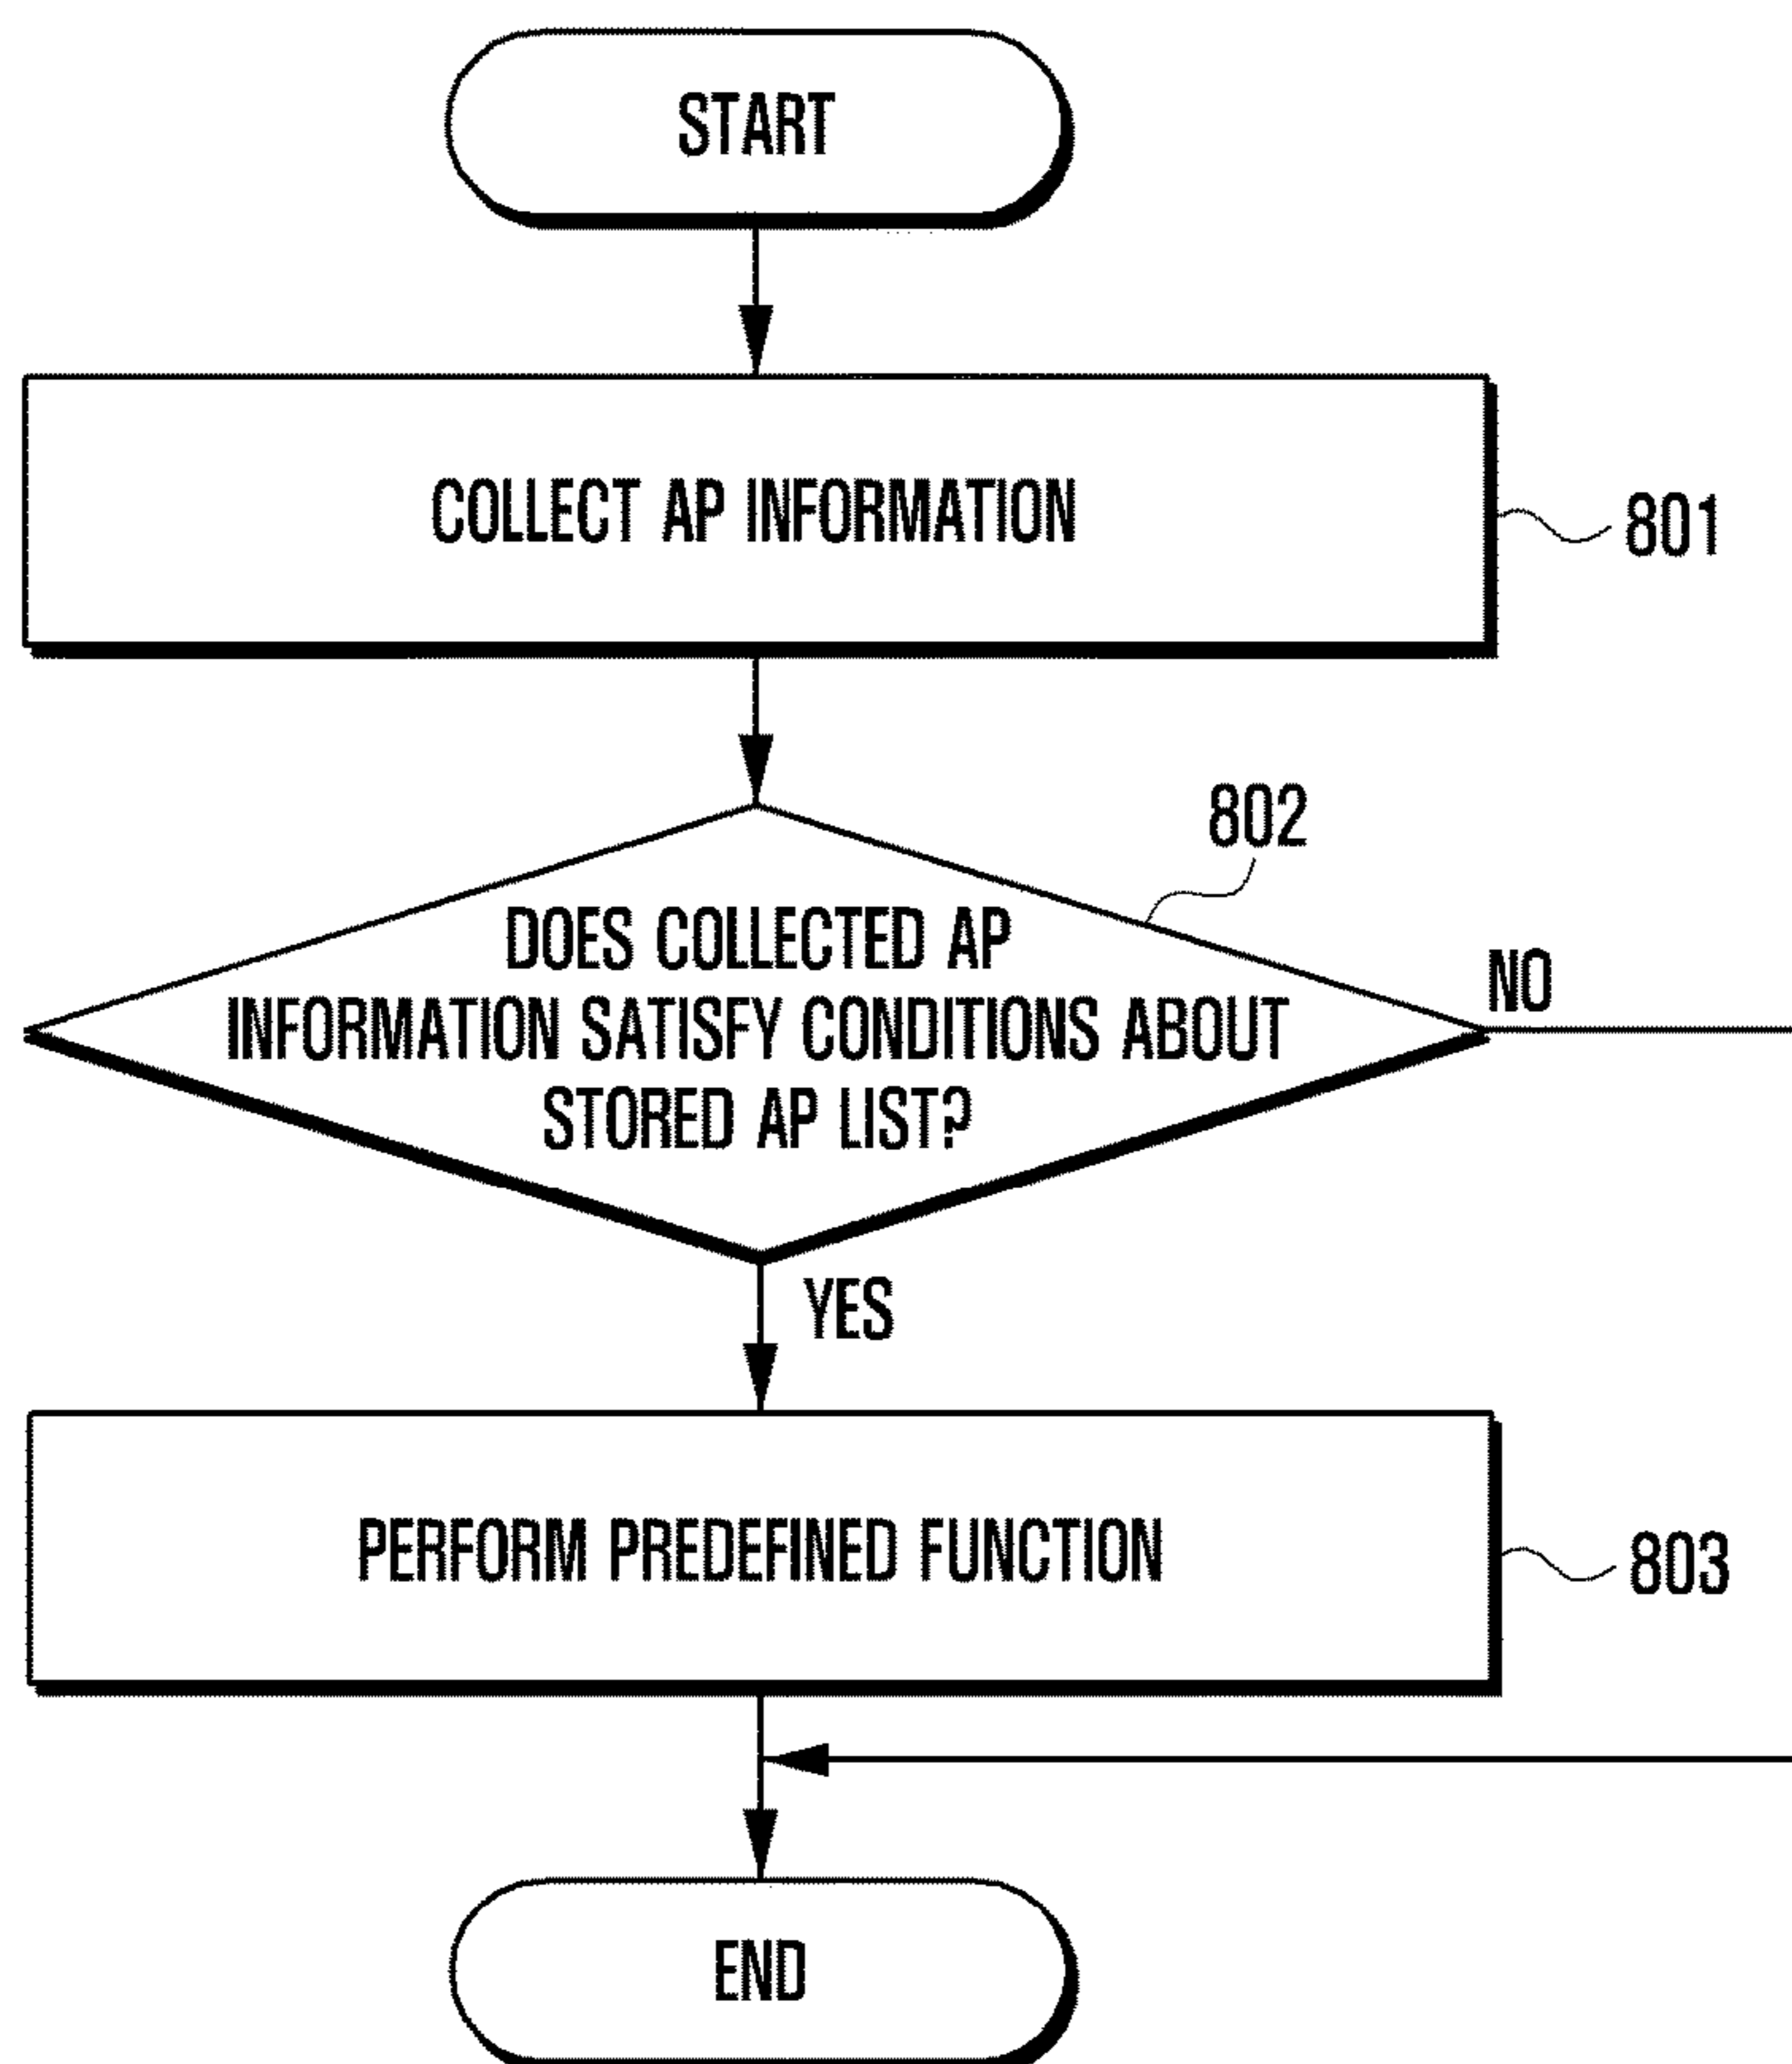 START
COLLECT AP INFORMATION
801
802
DOES COLLECTED AP
INFORMATION SATISFY CONDITIONS ABOUT
STORED AP LIST?
NO
YES
PERFORM PREDEFINED FUNCTION
803
END